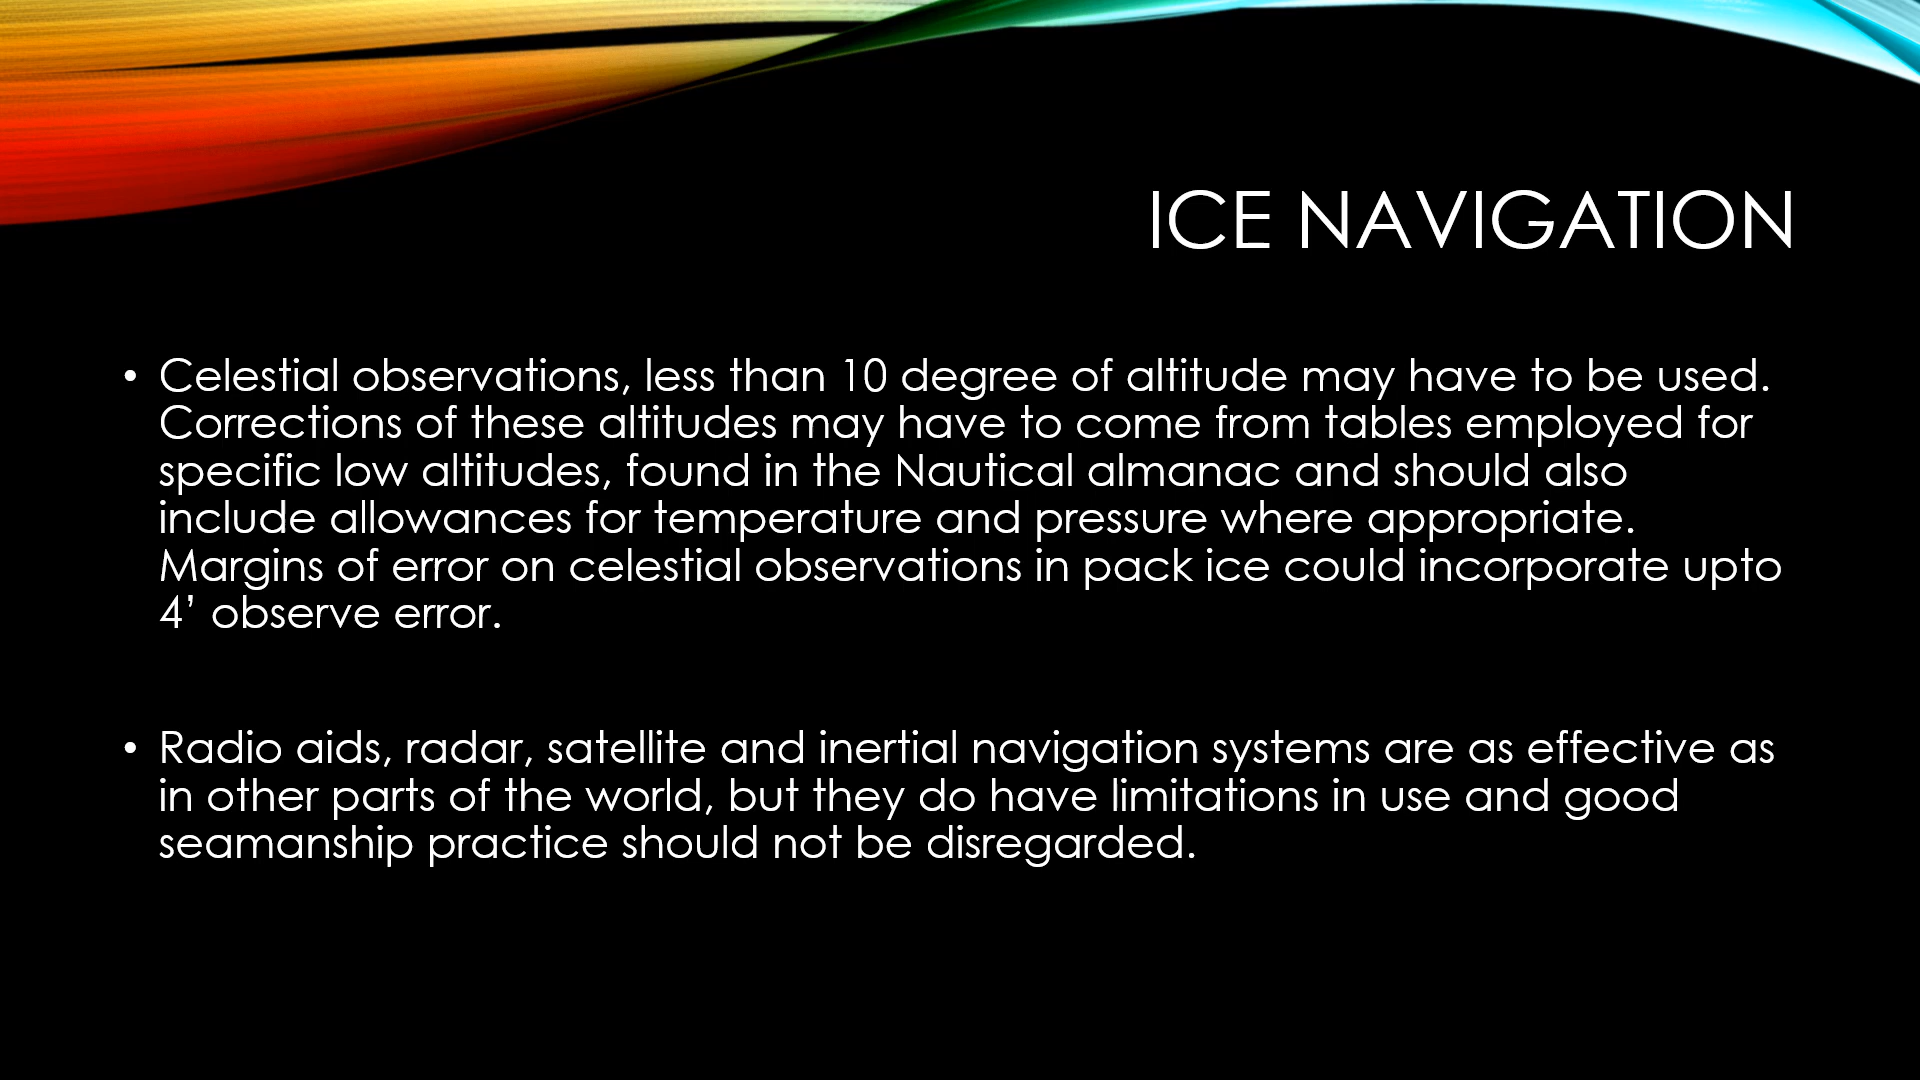 ICE NAVIGATION
• Celestial observations, less than 10 degree of altitude may have to be used.
Corrections of these altitudes may have to come from tables employed for
specific low altitudes, found in the Nautical almanac and should also
include allowances for temperature and pressure where appropriate.
Margins of error on celestial observations in pack ice could incorporate upto
4’ observe error.
• Radio aids, radar, satellite and inertial navigation systems are as effective as
in other parts of the world, but they do have limitations in use and good
seamanship practice should not be disregarded.